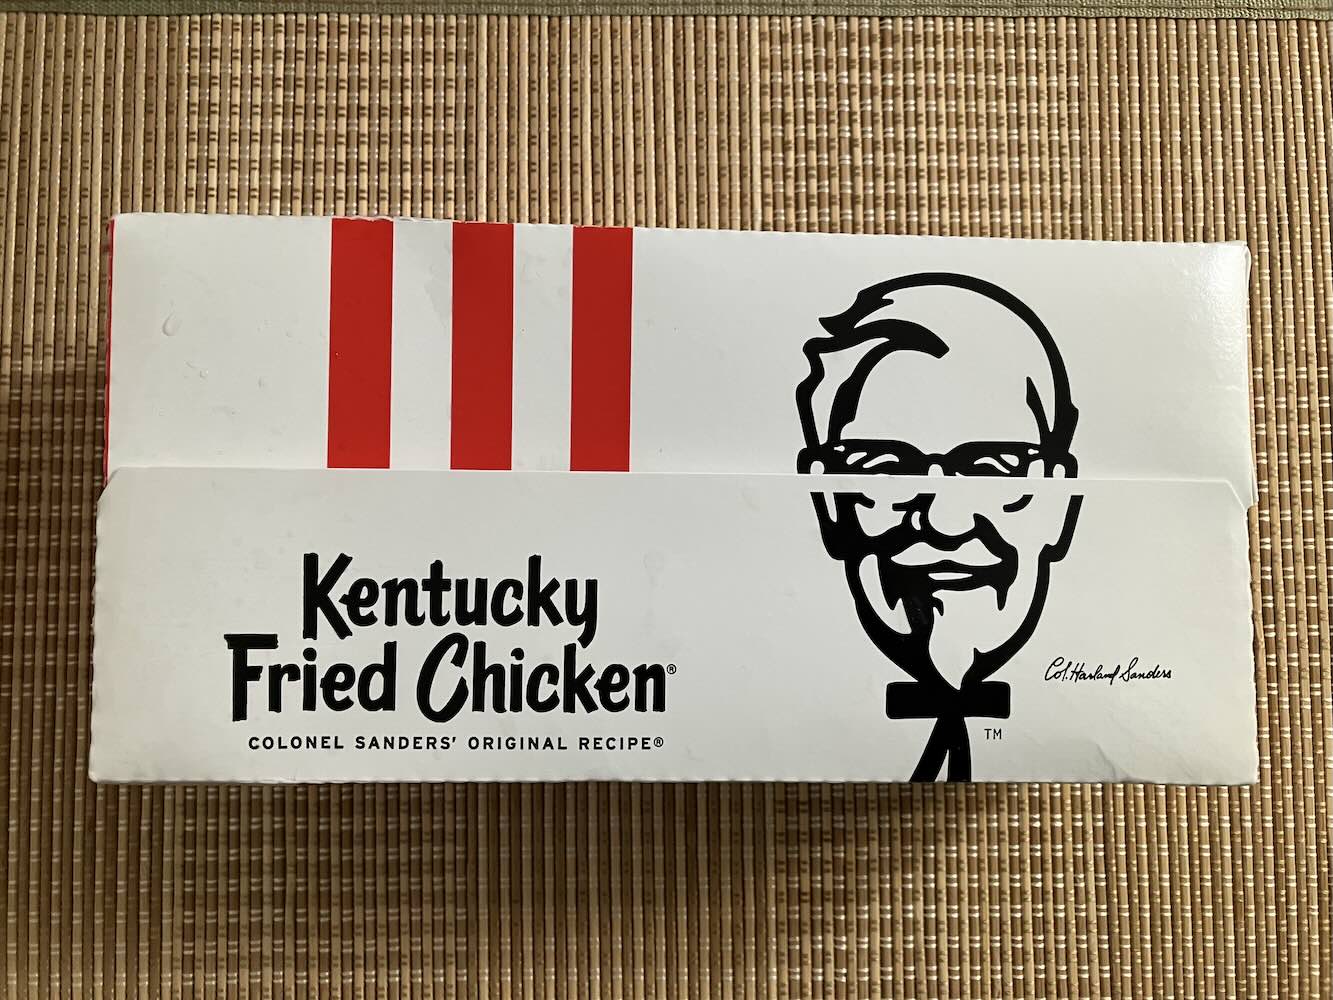 Kentucky
Fried Chicken®
COLONEL SANDERS' ORIGINAL RECIPE®
Col. Harland Sanders
TM